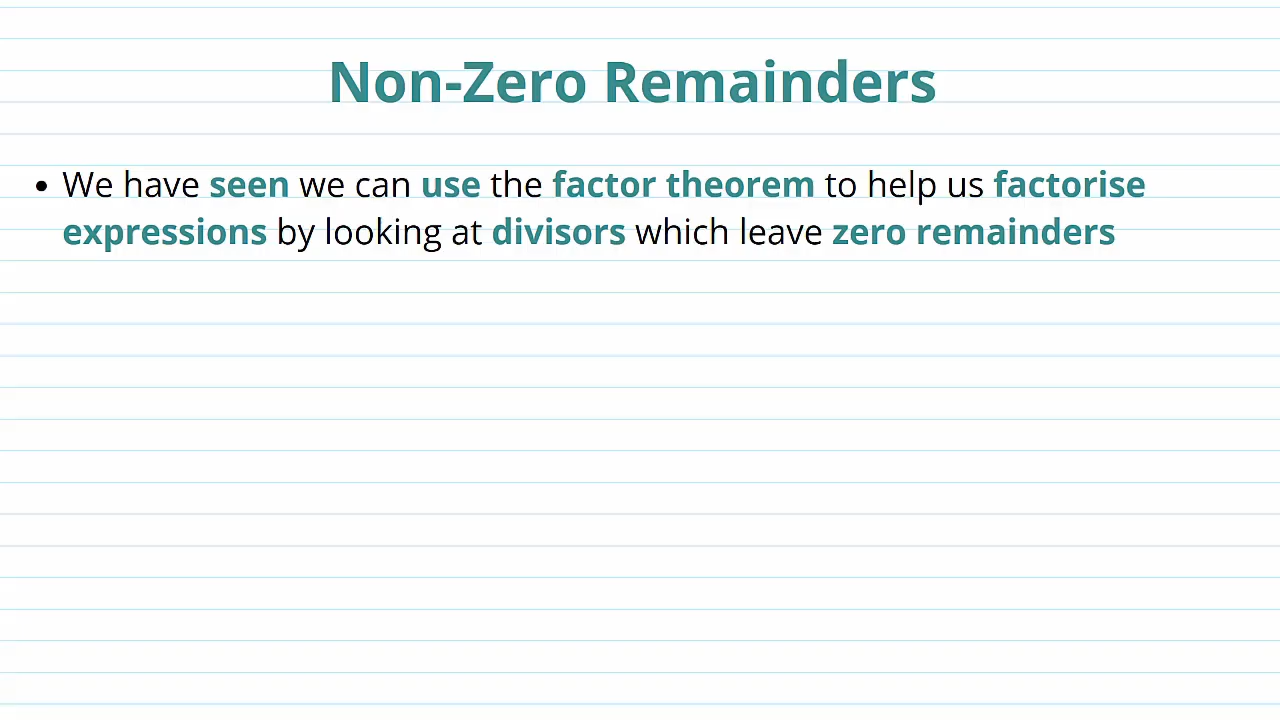 Non-Zero Remainders
• We have seen we can use the factor theorem to help us factorise
expressions by looking at divisors which leave zero remainders